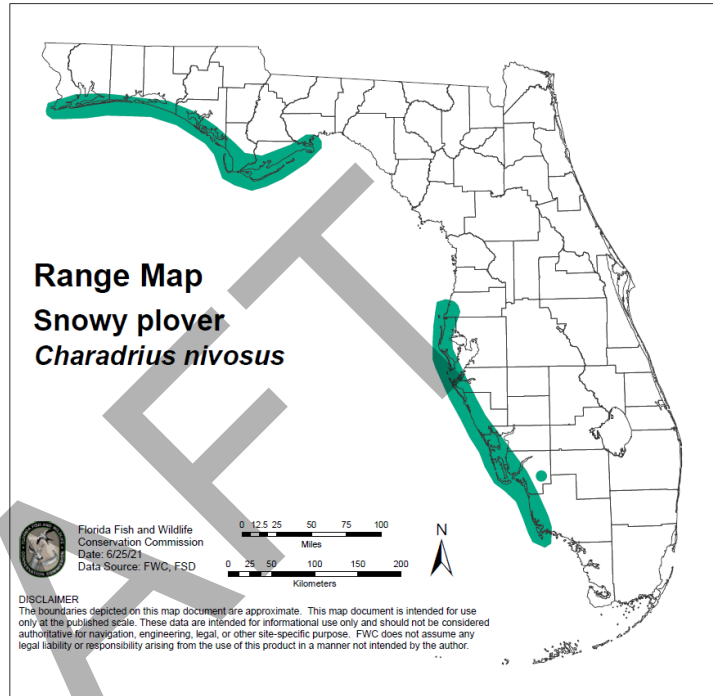 Range Map
Snowy plover
Charadrius nivosus
Florida Fish and Wildlife
Conservation Commission
Date: 6/25/21
Data Source: FWC, FSD
0 12.5 25 50 75 100
Miles
0 25 50 100 150 200
Kilometers
N
DISCLAIMER
The boundaries depicted on this map document are approximate. This map document is intended for use
only at the published scale. These data are intended for informational use only and should not be considered
authoritative for navigation, engineering, legal, or other site-specific purpose. FWC does not assume any
legal liability or responsibility arising from the use of this product in a manner not intended by the author.
AFT